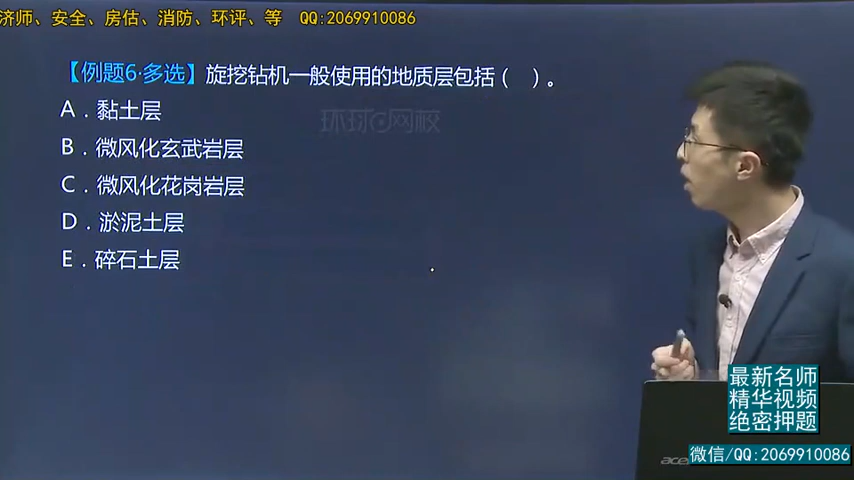 济师、安全、房估、消防、环评、等 QQ:2069910086
【例题6·多选】旋挖钻机一般使用的地质层包括（ ）。
A．黏土层
环球网校
B．微风化玄武岩层
C．微风化花岗岩层
D．淤泥土层
E．碎石土层
最新名师
精华视频
绝密押题
微信/QQ:2069910086
acer